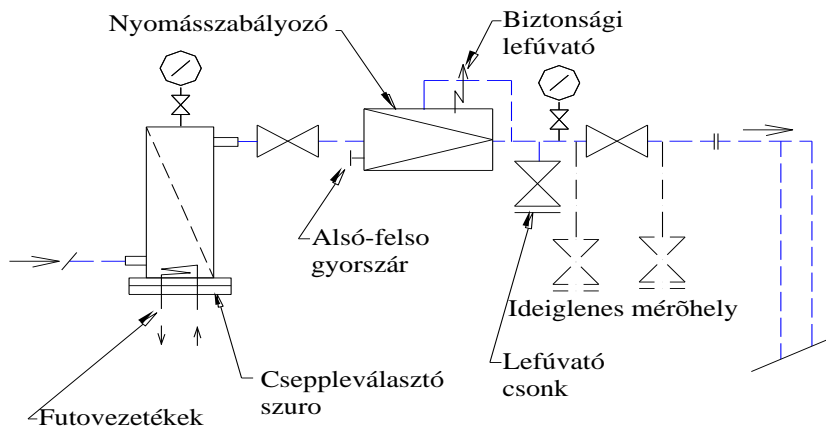 Nyomásszabályozó
Biztonsági
lefúvató
Alsó-felso
gyorszár
Ideiglenes mérõhely
Lefúvató
csonk
Cseppleválasztó
szuro
Futovezetékek